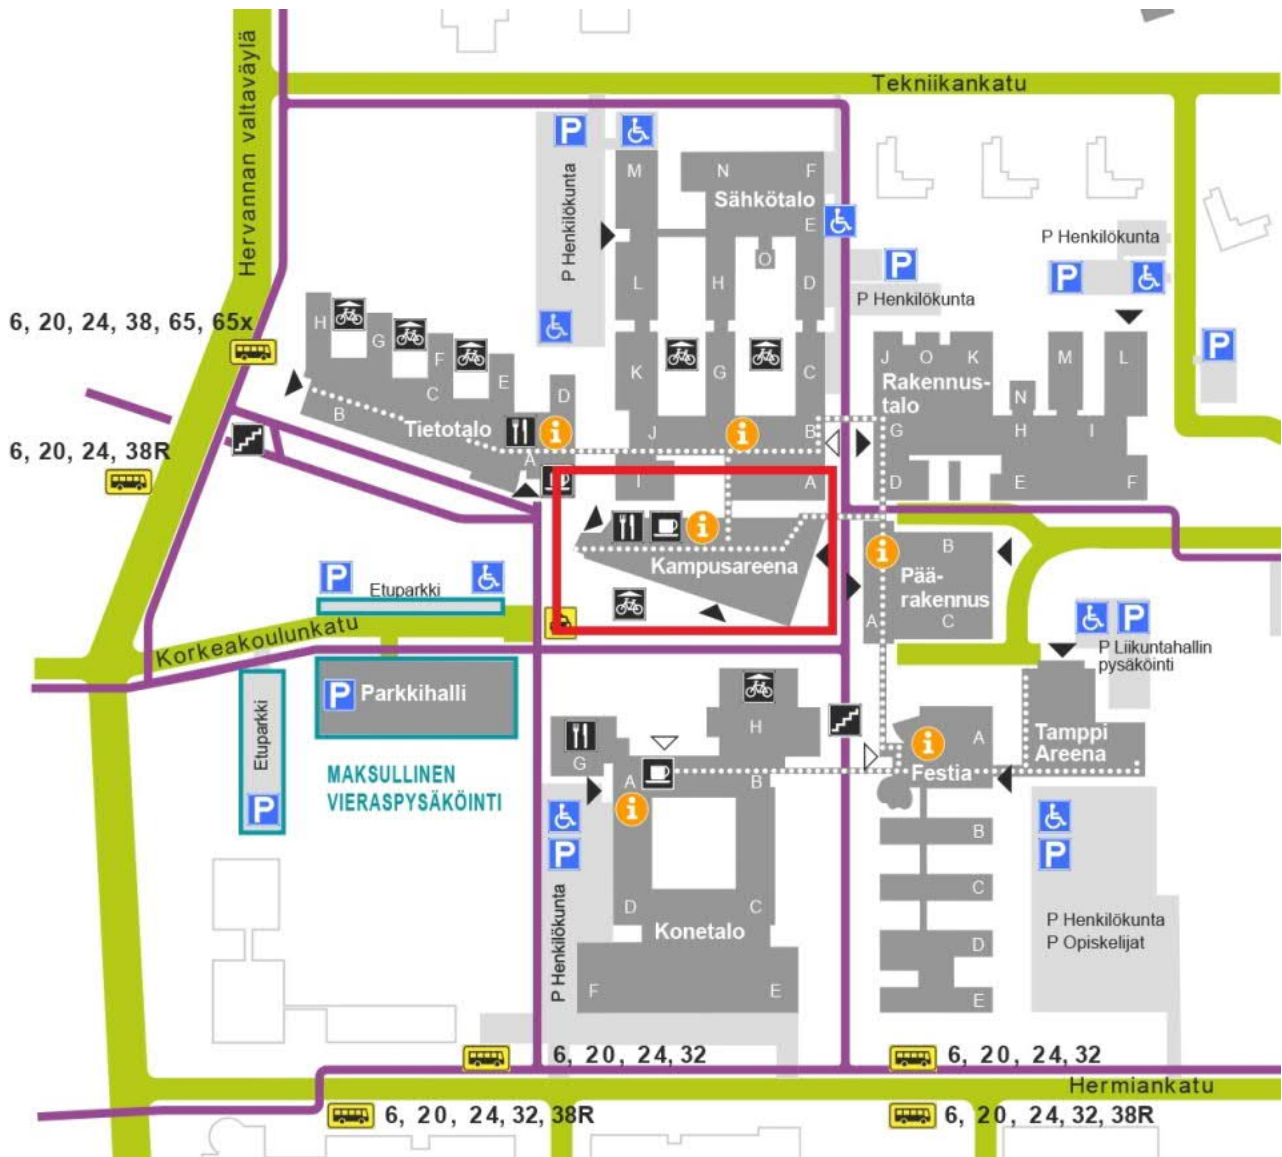 Tekniikankatu
Hervannan valtaväylä
P
P Henkilökunta
M
N
F
Sähkötalo
E
O
L
H
D
P
P Henkilökunta
P Henkilökunta
P
P
6, 20, 24, 38, 65, 65x
H
G
F
C
E
D
B
Tietotalo
i
A
K
G
C
J
i
B
I
A
J
O
K
M
L
Rakennus-
talo
N
G
H
I
D
E
F
6, 20, 24, 38R
i
Kampusareena
i
B
Pää-
rakennus
A
C
P
Etuparkki
Korkeakoulunkatu
P
Parkkihalli
Etuparkki
P
MAKSULLINEN
VIERASPYSÄKÖINTI
P
P Liikuntahallin
pysäköinti
H
G
A
B
i
i
A
Festia
Tamppi
Areena
P
P Henkilökunta
D
C
Konetalo
F
E
B
C
D
E
P
P Henkilökunta
P Opiskelijat
6, 20, 24, 32
6, 20, 24, 32
Hermiankatu
6, 20, 24, 32, 38R
6, 20, 24, 32, 38R